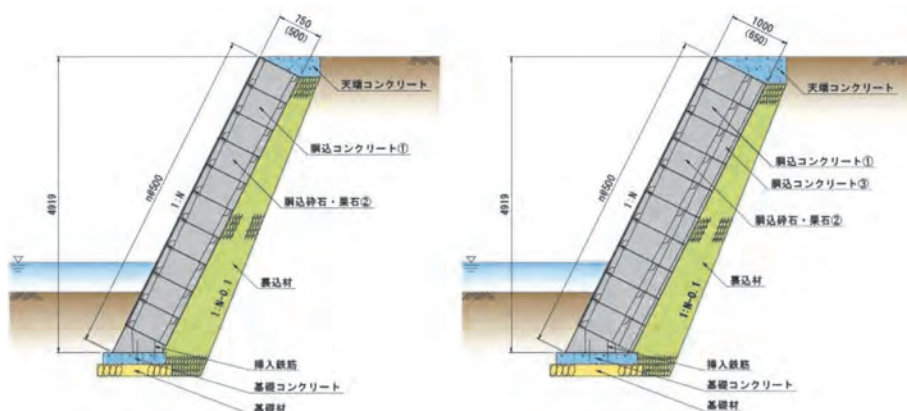 750
(500)
天端コンクリート
胴込コンクリート①
n@500
1:N
4919
胴込砕石・栗石②
裏込材
1:N-0.1
挿入鉄筋
基礎コンクリート
基礎材
1000
(650)
天端コンクリート
胴込コンクリート①
胴込コンクリート③
n@500
1:N
4919
胴込砕石・栗石②
裏込材
1:N-0.1
挿入鉄筋
基礎コンクリート
基礎材